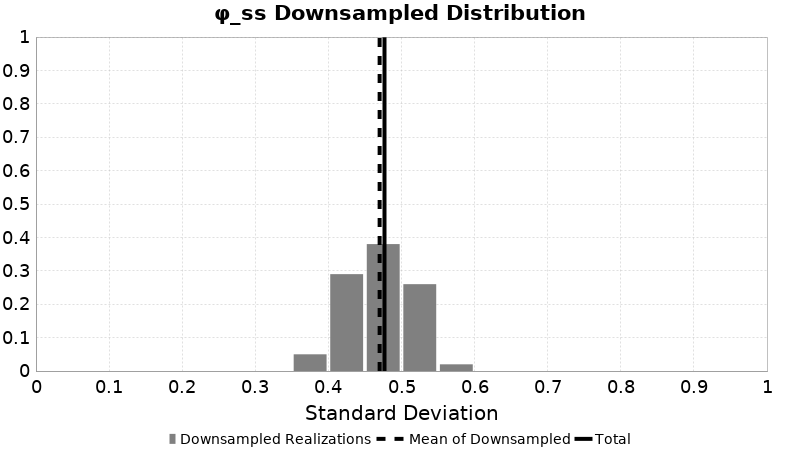 φ_ss Downsampled Distribution
1
0.9
0.8
0.7
0.6
0.5
0.4
0.3
0.2
0.1
0
0 0.1 0.2 0.3 0.4 0.5 0.6 0.7 0.8 0.9 1
Standard Deviation
Downsampled Realizations Mean of Downsampled Total